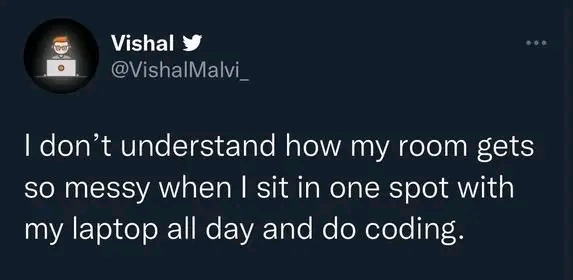 Vishal
@VishalMalvi_
I don’t understand how my room gets
so messy when I sit in one spot with
my laptop all day and do coding.